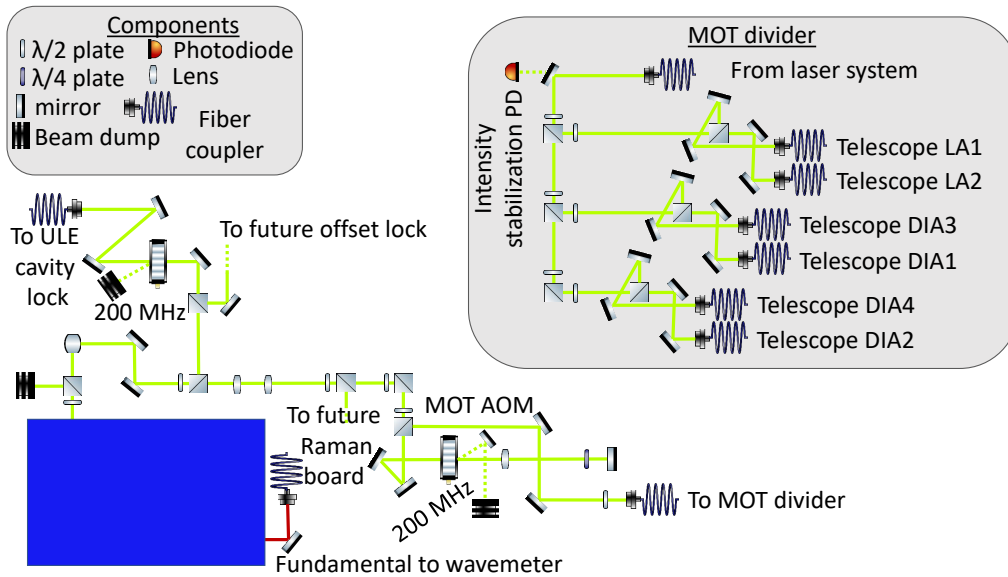 Components
λ/2 plate
Photodiode
λ/4 plate
Lens
mirror
Beam dump
Fiber
coupler
MOT divider
From laser system
Intensity
stabilization PD
Telescope LA1
Telescope LA2
Telescope DIA3
Telescope DIA1
Telescope DIA4
Telescope DIA2
To ULE
cavity
lock
200 MHz
To future offset lock
To future
Raman
board
MOT AOM
200 MHz
To MOT divider
Fundamental to wavemeter